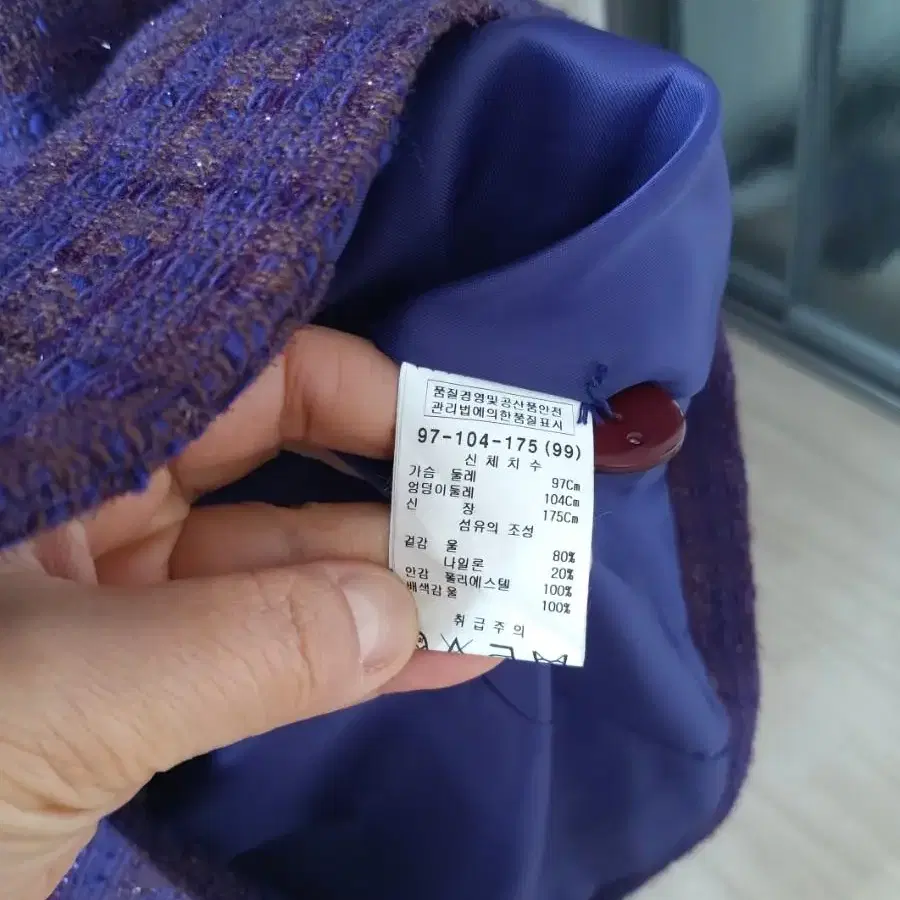 품질경영및공산품안전
관리법에의한품질표시
97-104-175(99)
신체치수
가슴 둘레 97Cm
엉덩이둘레 104Cm
신 장 175Cm
섬유의 조성
겉감 울 80%
나일론 20%
안감 폴리에스텔 100%
배색감 울 100%
취급주의